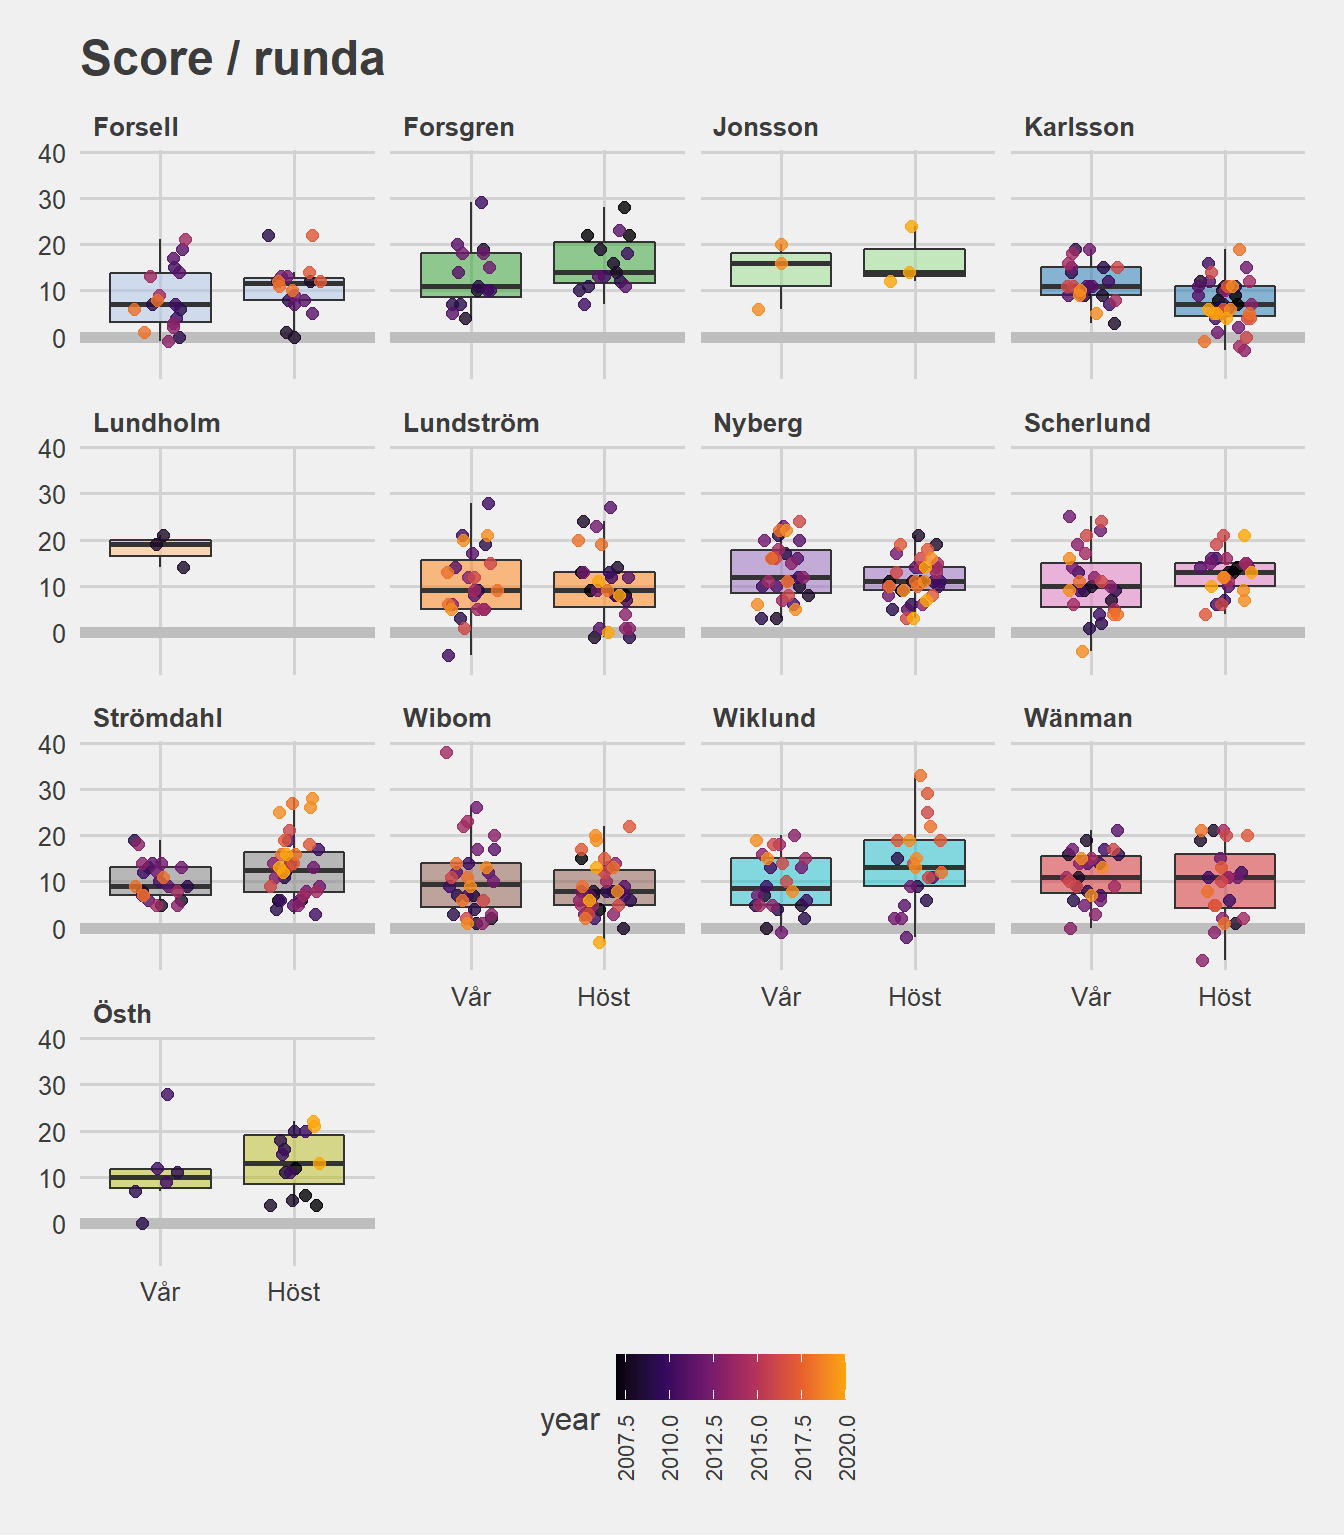 Score / runda
Forsell Forsgren Jonsson Karlsson
40
30
20
10
0
Lundholm Lundström Nyberg Scherlund
40
30
20
10
0
Strömdahl Wibom Wiklund Wänman
40
30
20
10
0
Vår Höst Vår Höst Vår Höst
Östh
40
30
20
10
0
Vår Höst
year
2007.5 2010.0 2012.5 2015.0 2017.5 2020.0